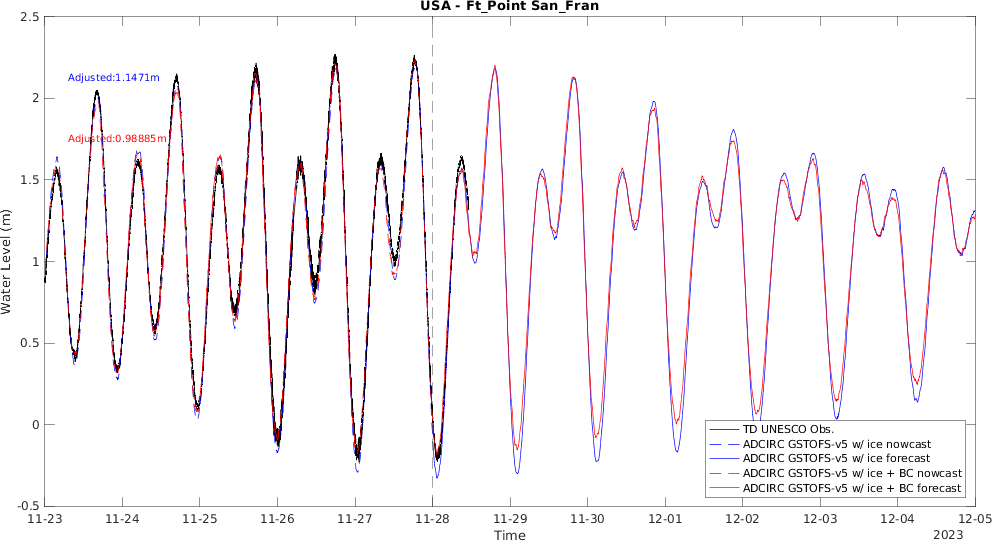 USA - Ft_Point San_Fran
2.5
2
1.5
1
0.5
0
-0.5
Water Level (m)
Adjusted:1.1471m
Adjusted:0.98885m
TD UNESCO Obs.
ADCIRC GSTOFS-v5 w/ ice nowcast
ADCIRC GSTOFS-v5 w/ ice forecast
ADCIRC GSTOFS-v5 w/ ice + BC nowcast
ADCIRC GSTOFS-v5 w/ ice + BC forecast
11-23 11-24 11-25 11-26 11-27 11-28 11-29 11-30 12-01 12-02 12-03 12-04 12-05
Time
2023